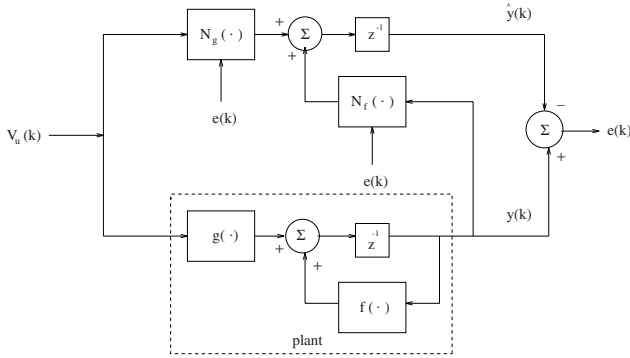 ŷ(k)
N_g(·) + Σ z⁻¹
+
N_f(·) −
e(k)
V_u(k) Σ e(k)
+
e(k)
y(k)
g(·) Σ z⁻¹
+ +
f(·)
plant